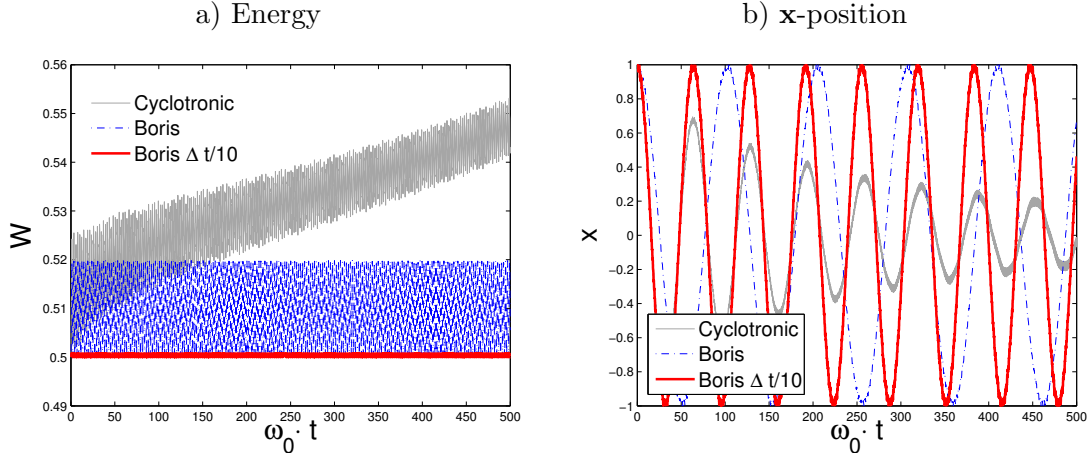 a) Energy
0.56
0.55
0.54
0.53
0.52
0.51
0.5
0.49
W
Cyclotronic
Boris
Boris Δ t/10
0 50 100 150 200 250 300 350 400 450 500
ω0· t
b) x-position
1
0.8
0.6
0.4
0.2
0
−0.2
−0.4
−0.6
−0.8
−1
x
Cyclotronic
Boris
Boris Δ t/10
0 50 100 150 200 250 300 350 400 450 500
ω0· t